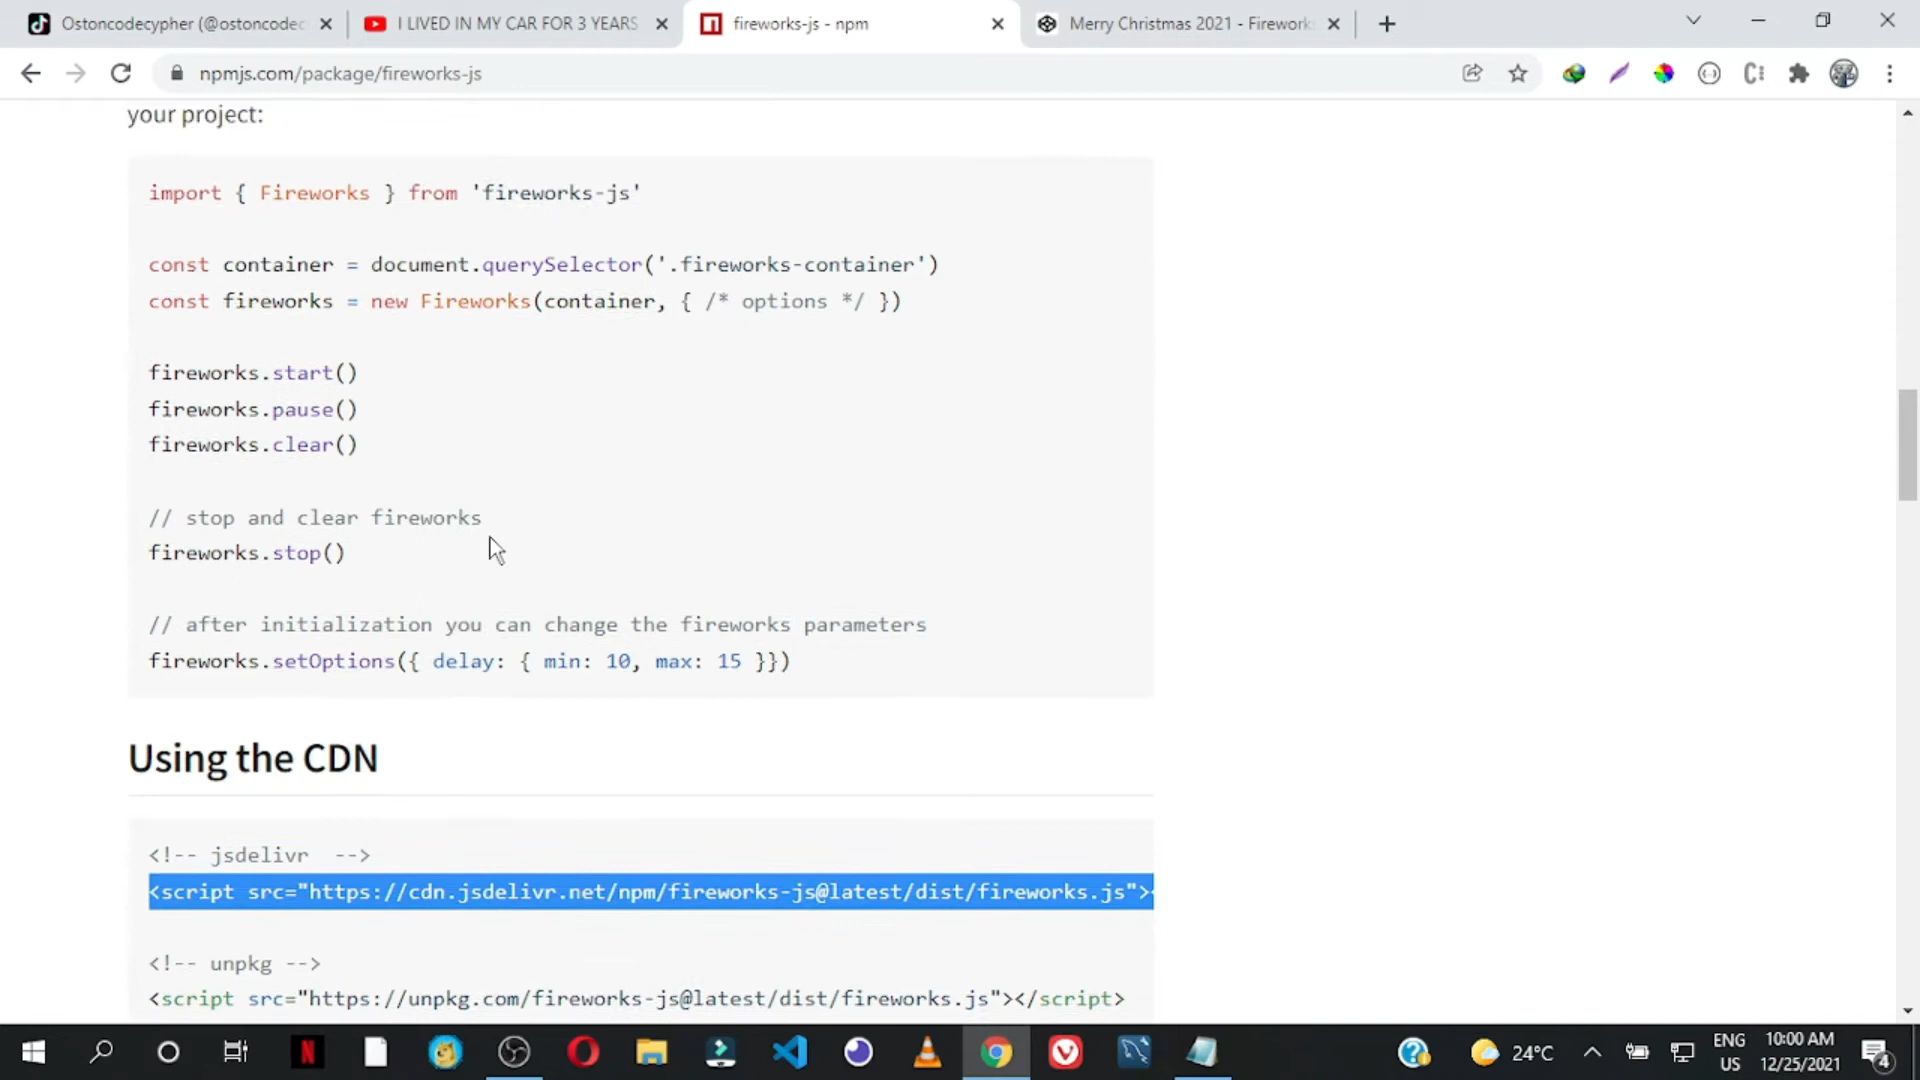 Ostoncodecypher (@ostoncodec
I LIVED IN MY CAR FOR 3 YEARS
fireworks-js - npm
Merry Christmas 2021 - Firework
npmjs.com/package/fireworks-js
your project:
import { Fireworks } from 'fireworks-js'
const container = document.querySelector('.fireworks-container')
const fireworks = new Fireworks(container, { /* options */ })
fireworks.start()
fireworks.pause()
fireworks.clear()
// stop and clear fireworks
fireworks.stop()
// after initialization you can change the fireworks parameters
fireworks.setOptions({ delay: { min: 10, max: 15 }})
Using the CDN
<!-- jsdelivr  -->
<script src="https://cdn.jsdelivr.net/npm/fireworks-js@latest/dist/fireworks.js"><
<!-- unpkg -->
<script src="https://unpkg.com/fireworks-js@latest/dist/fireworks.js"></script>
24°C
ENG
US
10:00 AM
12/25/2021
4